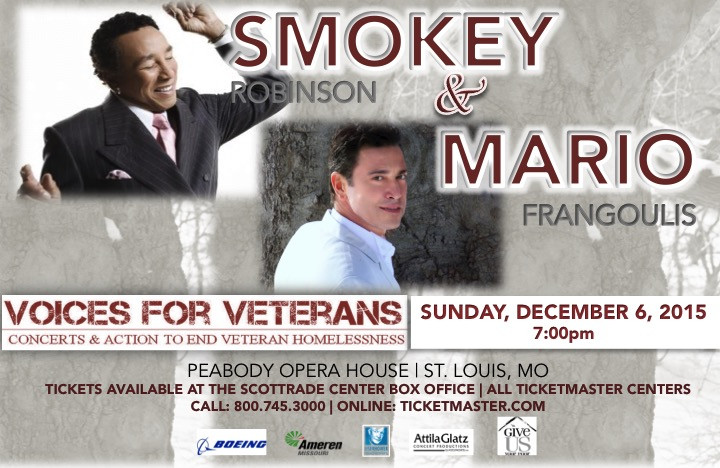 SMOKEY
ROBINSON
&
MARIO
FRANGOULIS
VOICES FOR VETERANS
CONCERTS & ACTION TO END VETERAN HOMELESSNESS
SUNDAY, DECEMBER 6, 2015
7:00pm
PEABODY OPERA HOUSE | ST. LOUIS, MO
TICKETS AVAILABLE AT THE SCOTTRADE CENTER BOX OFFICE | ALL TICKETMASTER CENTERS
CALL: 800.745.3000 | ONLINE: TICKETMASTER.COM
BOEING
Ameren
MISSOURI
AttilaGlatz
CONCERT PRODUCTIONS
Give
US
YOUR POOR